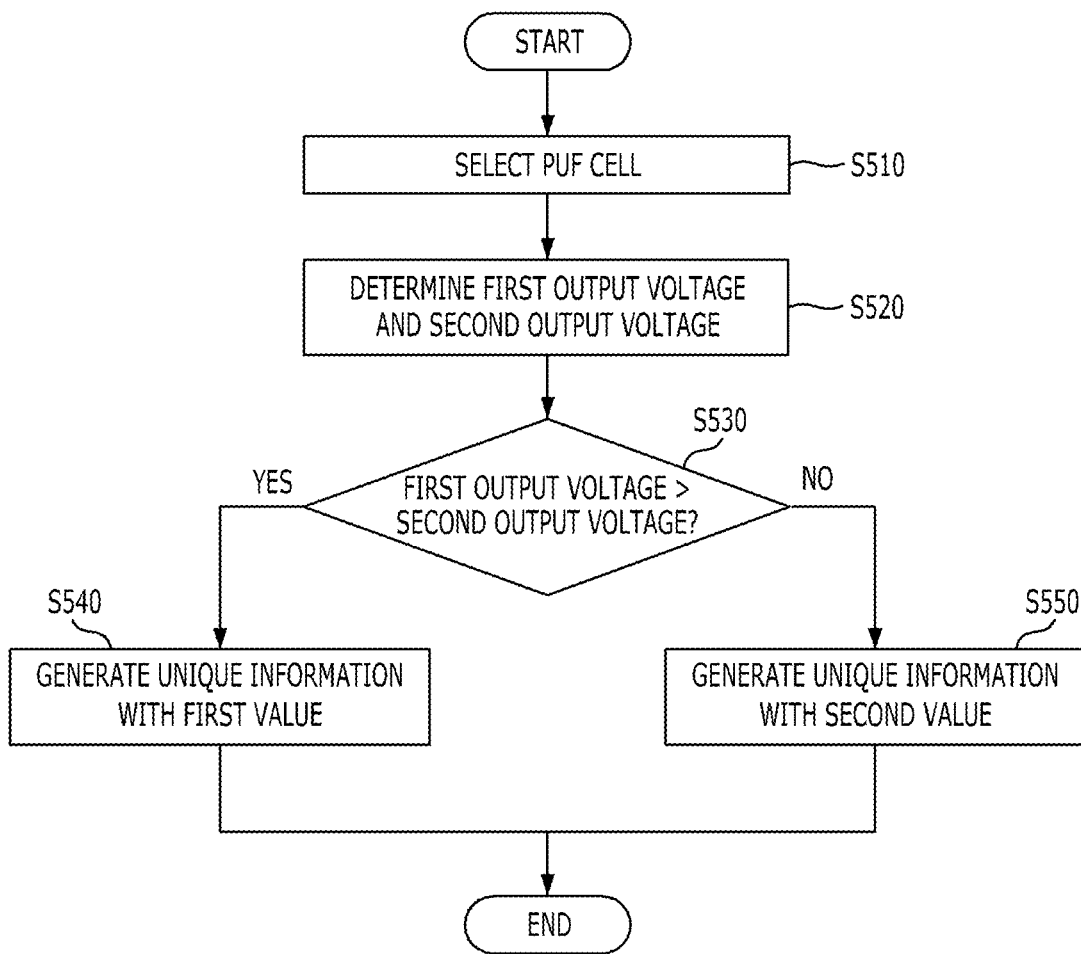 START
SELECT PUF CELL
S510
DETERMINE FIRST OUTPUT VOLTAGE
AND SECOND OUTPUT VOLTAGE
S520
S530
YES
FIRST OUTPUT VOLTAGE >
SECOND OUTPUT VOLTAGE?
NO
S540
S550
GENERATE UNIQUE INFORMATION
WITH FIRST VALUE
GENERATE UNIQUE INFORMATION
WITH SECOND VALUE
END